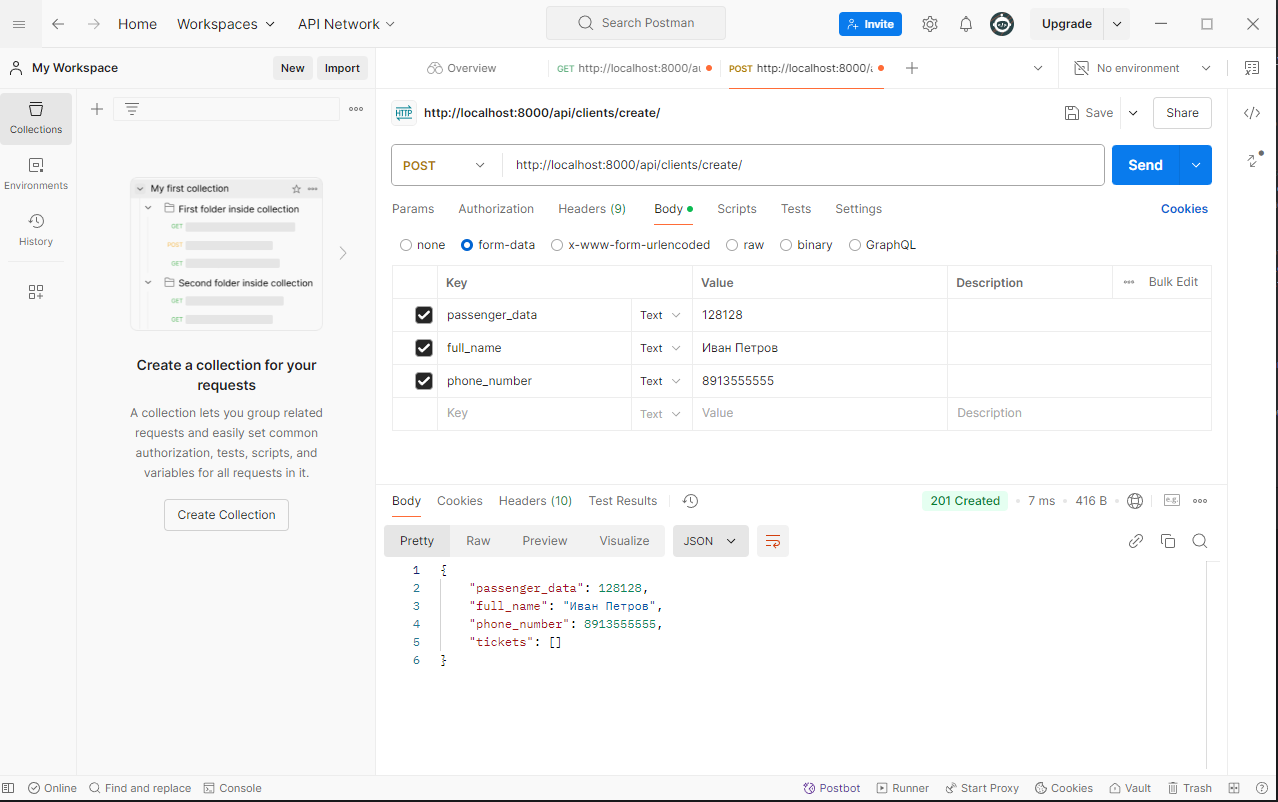 Home Workspaces API Network Search Postman Invite Upgrade
My Workspace New Import Overview GET http://localhost:8000/au POST http://localhost:8000/a No environment
Collections
Environments
History
My first collection
First folder inside collection
GET
POST
GET
Second folder inside collection
GET
GET
Create a collection for your
requests
A collection lets you group related
requests and easily set common
authorization, tests, scripts, and
variables for all requests in it.
Create Collection
HTTP http://localhost:8000/api/clients/create/ Save Share
POST http://localhost:8000/api/clients/create/ Send
Params Authorization Headers (9) Body Scripts Tests Settings Cookies
none form-data x-www-form-urlencoded raw binary GraphQL
Key Value Description Bulk Edit
passenger_data Text 128128
full_name Text Иван Петров
phone_number Text 8913555555
Key Text Value Description
Body Cookies Headers (10) Test Results 201 Created 7 ms 416 B e.g.
Pretty Raw Preview Visualize JSON
1 {
2 "passenger_data": 128128,
3 "full_name": "Иван Петров",
4 "phone_number": 8913555555,
5 "tickets": []
6 }
Online Find and replace Console Postbot Runner Start Proxy Cookies Vault Trash